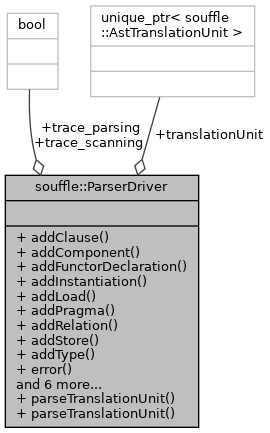 bool
unique_ptr< souffle
::AstTranslationUnit >
+trace_parsing
+trace_scanning
+translationUnit
souffle::ParserDriver
+ addClause()
+ addComponent()
+ addFunctorDeclaration()
+ addInstantiation()
+ addLoad()
+ addPragma()
+ addRelation()
+ addStore()
+ addType()
+ error()
and 6 more...
+ parseTranslationUnit()
+ parseTranslationUnit()